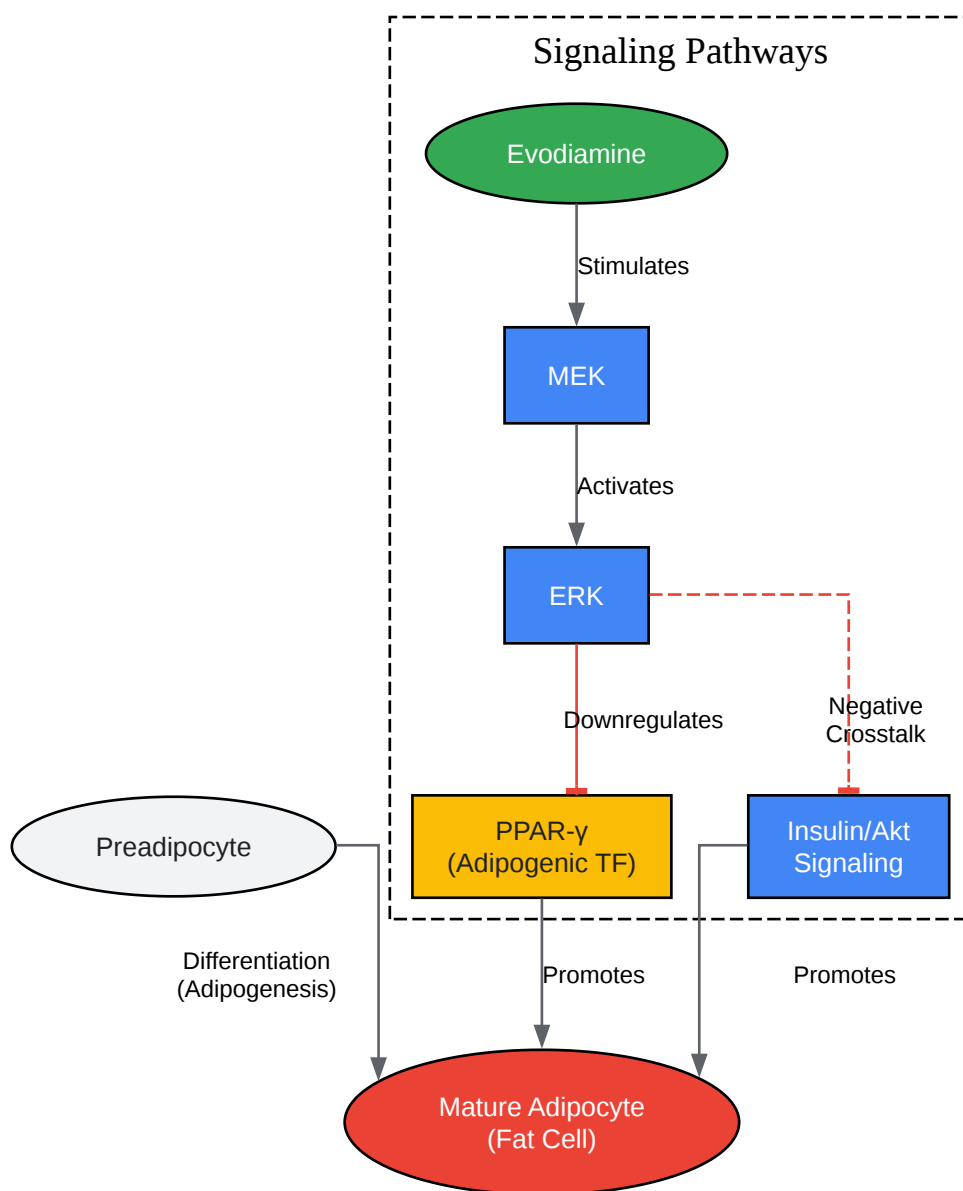 Signaling Pathways
Evodiamine
Stimulates
MEK
Activates
ERK
Downregulates
Negative
Crosstalk
Preadipocyte
PPAR-γ
(Adipogenic TF)
Insulin/Akt
Signaling
Differentiation
(Adipogenesis)
Promotes
Promotes
Mature Adipocyte
(Fat Cell)